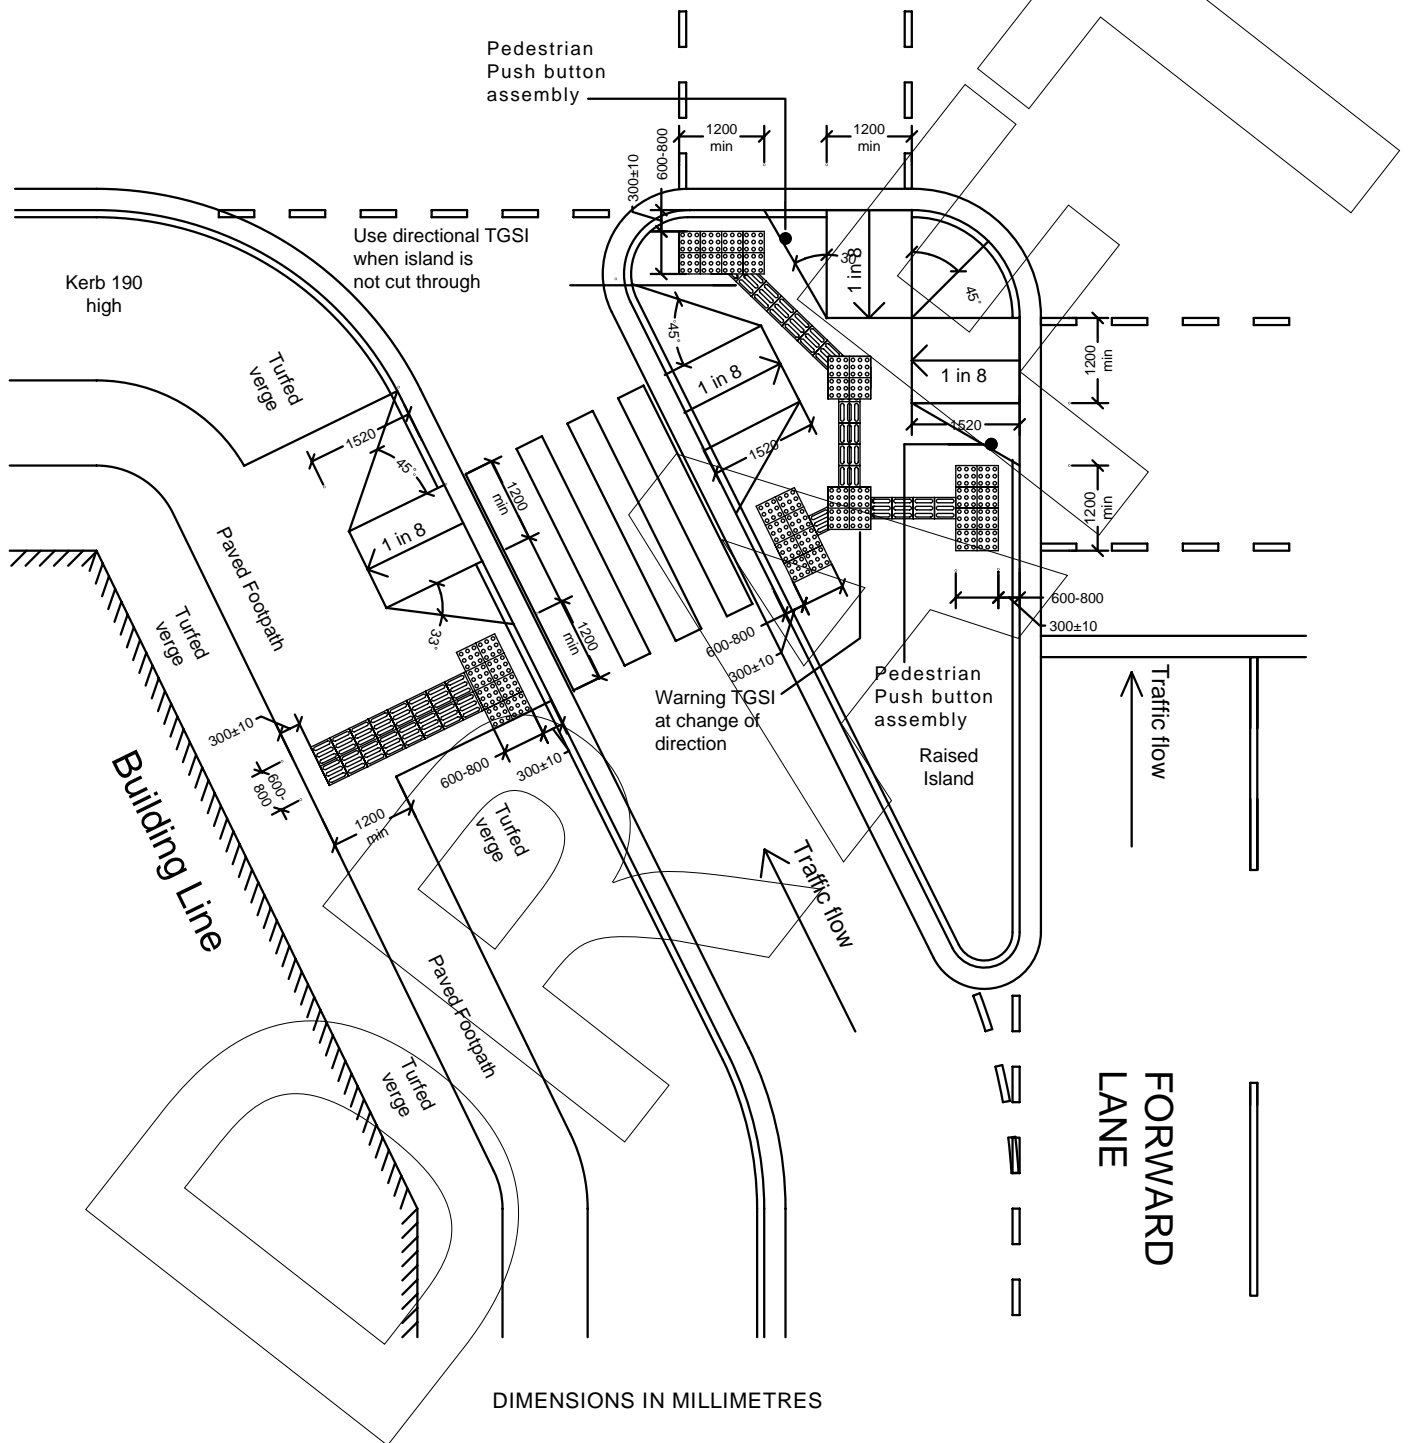 Pedestrian
Push button
assembly
1200
min
1200
min
600-800
300±10
Use directional TGSI
when island is
not cut through
Kerb 190
high
30
1 in 8
45°
45°
1 in 8
1 in 8
1200
min
1520
1520
1200
min
Turfed
verge
1520
45°
1 in 8
1200
min
1200
min
33°
Paved Footpath
Turfed
verge
600-800
300±10
600-800
300±10
Warning TGSI
at change of
direction
Pedestrian
Push button
assembly
Raised
Island
Traffic flow
300±10
600-
800
600-800
300±10
1200
min
Turfed
verge
Building Line
Traffic flow
Paved Footpath
Turfed
verge
FORWARD
LANE
DRAFT
DIMENSIONS IN MILLIMETRES